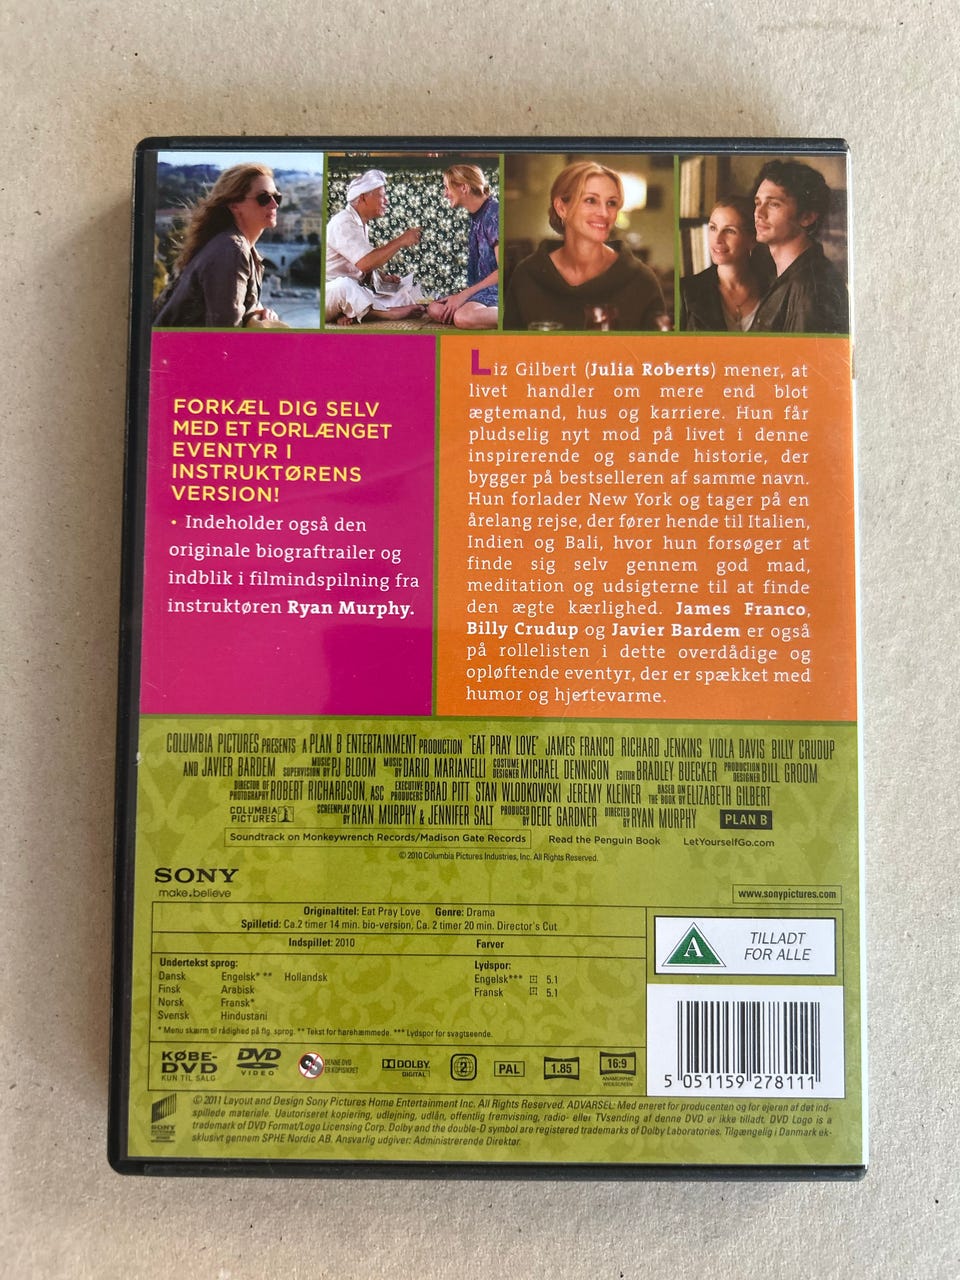 FORKÆL DIG SELV
MED ET FORLÆNGET
EVENTYR I
INSTRUKTØRENS
VERSION!
• Indeholder også den
originale biograftrailer og
indblik i filmindspilning fra
instruktøren Ryan Murphy.
Liz Gilbert (Julia Roberts) mener, at
livet handler om mere end blot
ægtemand, hus og karriere. Hun får
pludselig nyt mod på livet i denne
inspirerende og sande historie, der
bygger på bestselleren af samme navn.
Hun forlader New York og tager på en
årelang rejse, der fører hende til Italien,
Indien og Bali, hvor hun forsøger at
finde sig selv gennem god mad,
meditation og udsigterne til at finde
den ægte kærlighed. James Franco,
Billy Crudup og Javier Bardem er også
på rollelisten i dette overdådige og
opløftende eventyr, der er spækket med
humor og hjertevarme.
COLUMBIA PICTURES PRESENTS A PLAN B ENTERTAINMENT PRODUCTION "EAT PRAY LOVE" JAMES FRANCO RICHARD JENKINS VIOLA DAVIS BILLY CRUDUP
AND JAVIER BARDEM MUSIC SUPERVISION BY PJ BLOOM MUSIC BY DARIO MARIANELLI COSTUME DESIGNER MICHAEL DENNISON EDITOR BRADLEY BUECKER PRODUCTION DESIGNER BILL GROOM
DIRECTOR OF PHOTOGRAPHY ROBERT RICHARDSON, ASC EXECUTIVE PRODUCERS BRAD PITT STAN WLODKOWSKI JEREMY KLEINER BASED ON THE BOOK BY ELIZABETH GILBERT
COLUMBIA PICTURES SCREENPLAY BY RYAN MURPHY & JENNIFER SALT PRODUCED BY DEDE GARDNER DIRECTED BY RYAN MURPHY PLAN B
Soundtrack on Monkeywrench Records/Madison Gate Records Read the Penguin Book LetYourselfGo.com
© 2010 Columbia Pictures Industries, Inc. All Rights Reserved.
SONY
make.believe
www.sonypictures.com
Originaltitel: Eat Pray Love Genre: Drama
Spilletid: Ca.2 timer 14 min. bio-version, Ca. 2 timer 20 min. Director's Cut
Indspillet: 2010 Farver
Undertekst sprog:
Dansk Engelsk* ** Hollandsk
Finsk Arabisk
Norsk Fransk*
Svensk Hindustani
Lydspor:
Engelsk*** 5.1
Fransk 5.1
* Menu skærm til rådighed på flg. sprog. ** Tekst for hørehæmmede. *** Lydspor for svagtseende.
A TILLADT
FOR ALLE
KØBE-
DVD
KUN TIL SALG
DVD
VIDEO
DENNE DVD
ER KOPISIKRET
DOLBY
DIGITAL
2
PAL
1.85
16:9
ANAMORPHIC
WIDESCREEN
5 051159 278111
SONY
© 2011 Layout and Design Sony Pictures Home Entertainment Inc. All Rights Reserved. ADVARSEL: Med eneret for producenten og for ejeren af det ind-
spillede materiale. Uautoriseret kopiering, udlejning, udlån, offentlig fremvisning, radio- eller TVsending af denne DVD er ikke tilladt. DVD Logo is a
trademark of DVD Format/Logo Licensing Corp. Dolby and the double-D symbol are registered trademarks of Dolby Laboratories. Tilgængelig i Danmark ek-
sklusivt gennem SPHE Nordic AB. Ansvarlig udgiver: Administrerende Direktør.